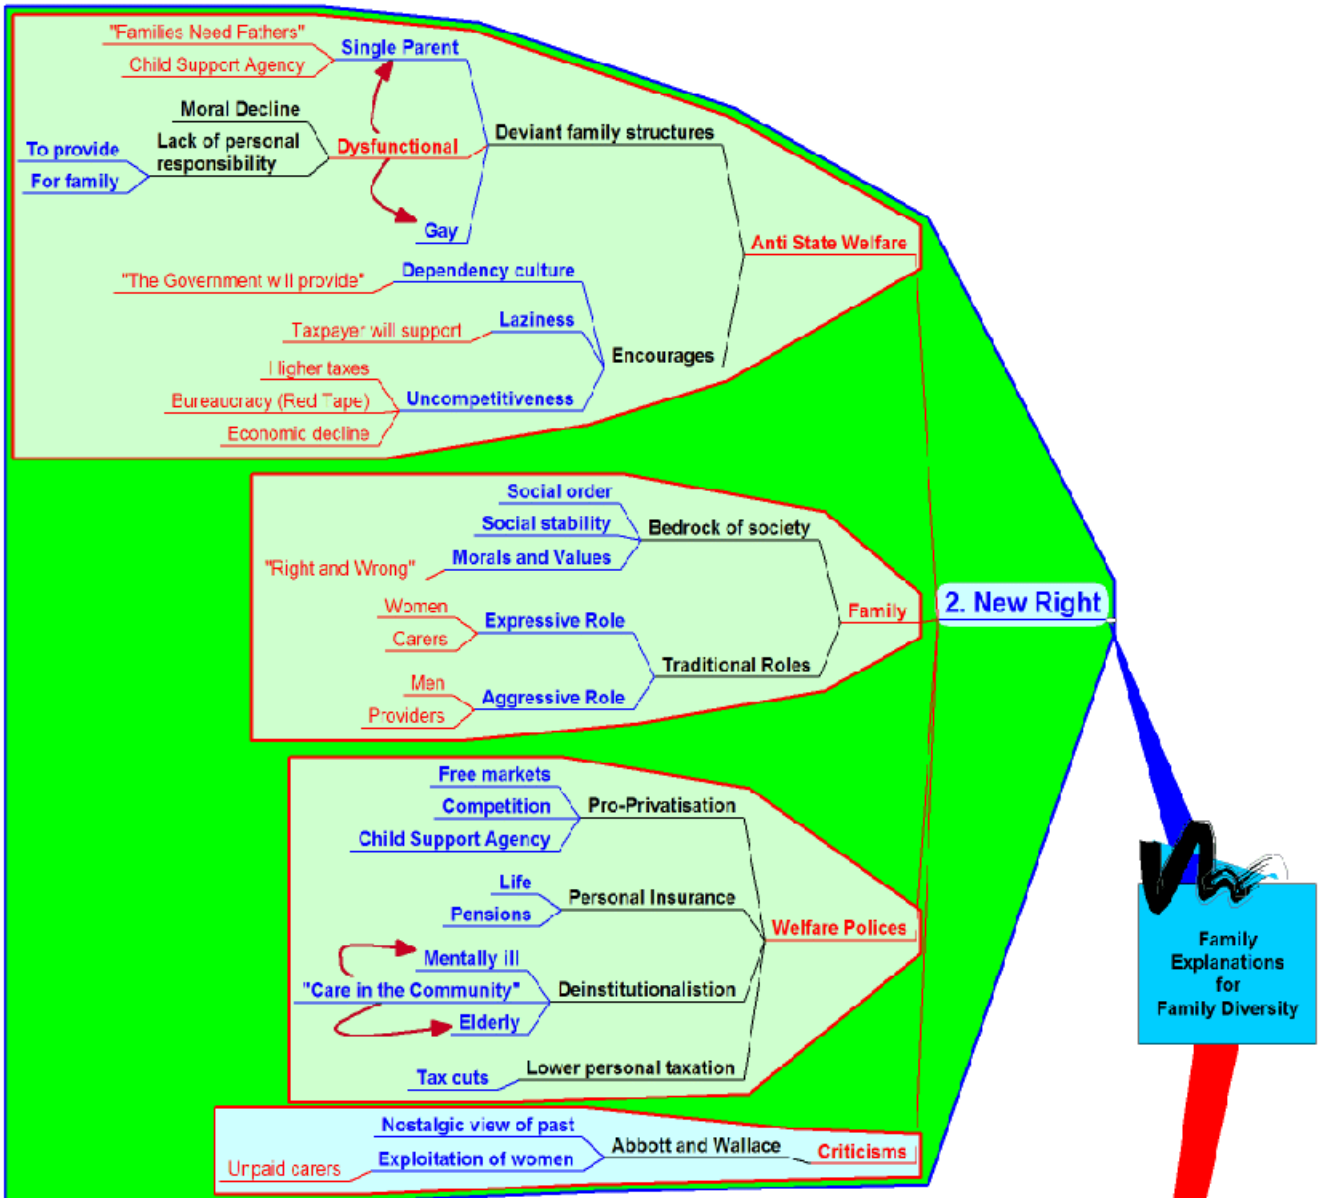 "Families Need Fathers"
Single Parent
Child Support Agency
Moral Decline
Deviant family structures
Lack of personal
responsibility
Dysfunctional
To provide
For family
Gay
Anti State Welfare
Dependency culture
"The Government will provide"
Laziness
Taxpayer will support
Encourages
Higher taxes
Uncompetitiveness
Bureaucracy (Red Tape)
Economic decline
Social order
Social stability
Bedrock of society
Morals and Values
"Right and Wrong"
2. New Right
Family
Women
Expressive Role
Carers
Traditional Roles
Men
Aggressive Role
Providers
Free markets
Competition
Pro-Privatisation
Child Support Agency
Life
Personal Insurance
Pensions
Welfare Polices
Mentally ill
"Care in the Community"
Deinstitutionalistion
Elderly
Lower personal taxation
Tax cuts
Nostalgic view of past
Abbott and Wallace
Criticisms
Exploitation of women
Unpaid carers
Family
Explanations
for
Family Diversity